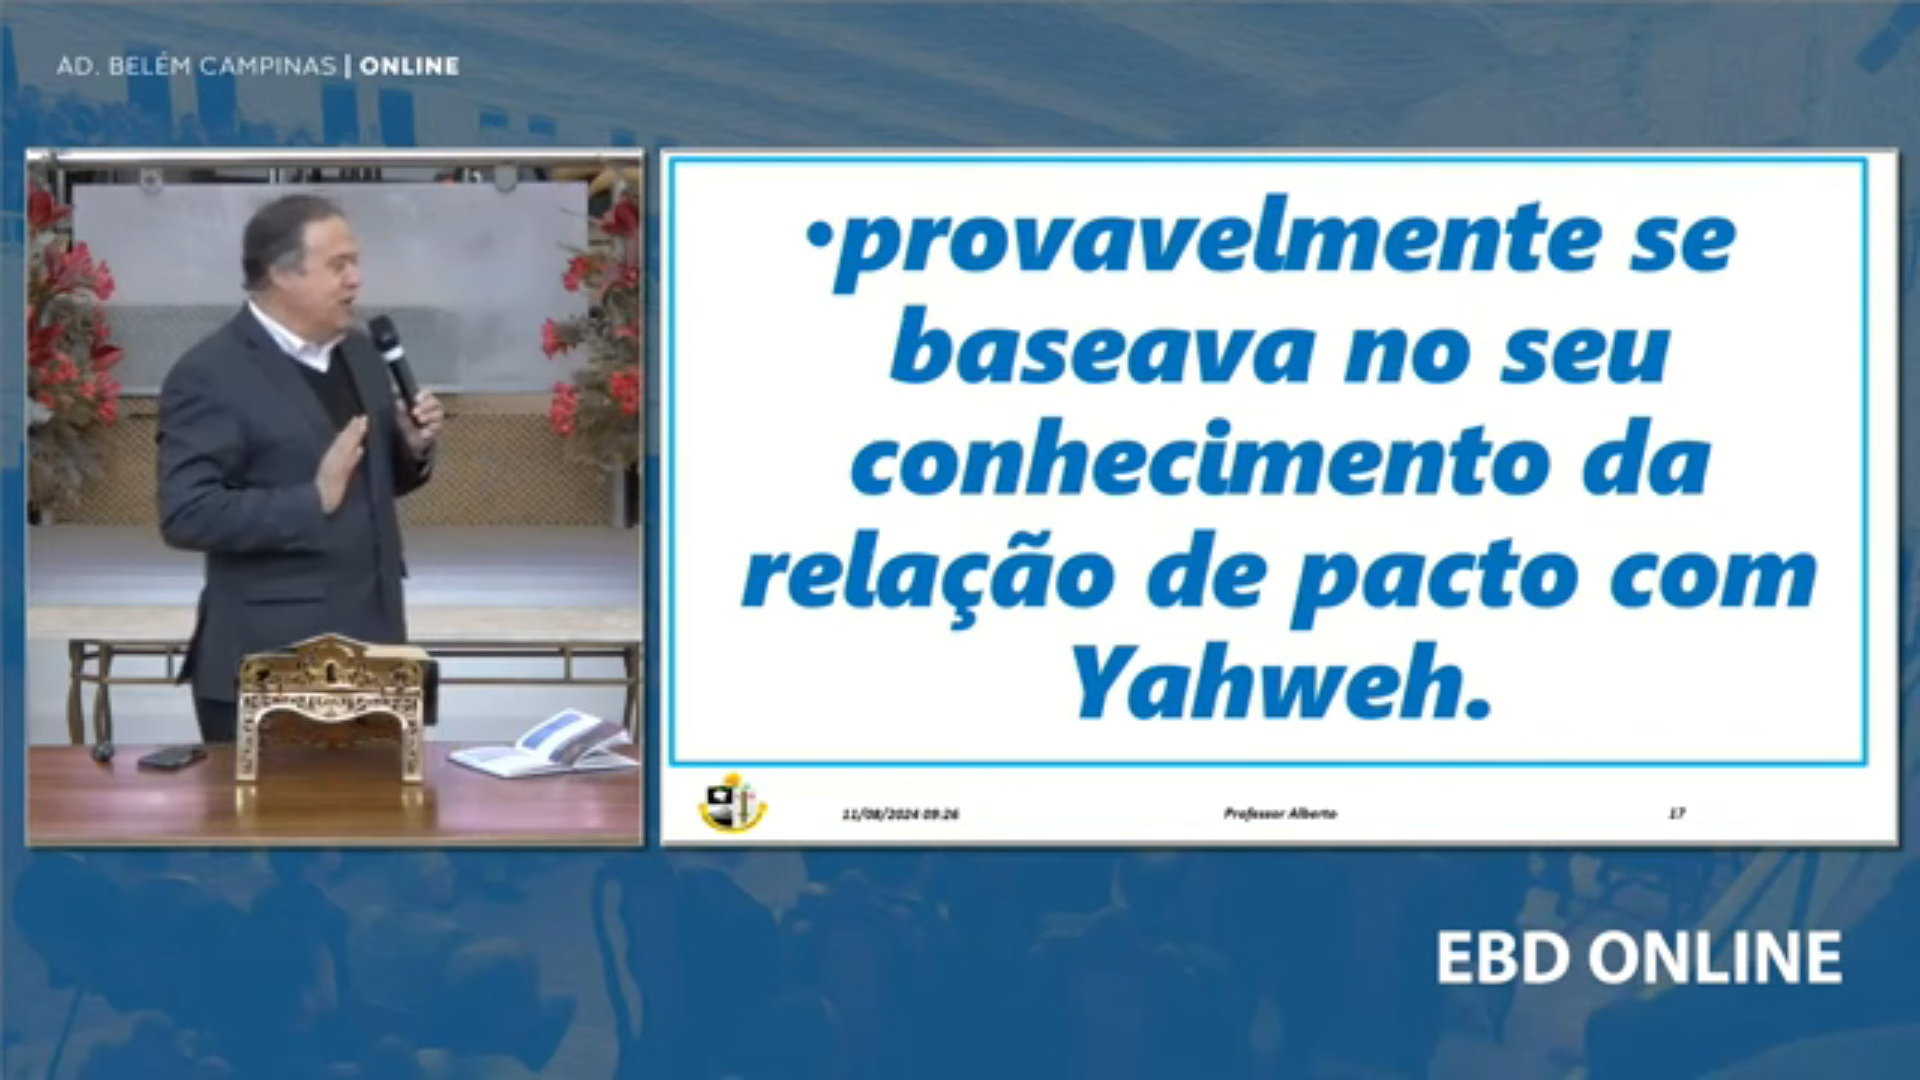 AD. BELÉM CAMPINAS | ONLINE
•provavelmente se
baseava no seu
conhecimento da
relação de pacto com
Yahweh.
11/08/2024 09:26 Professor Alberto 17
EBD ONLINE